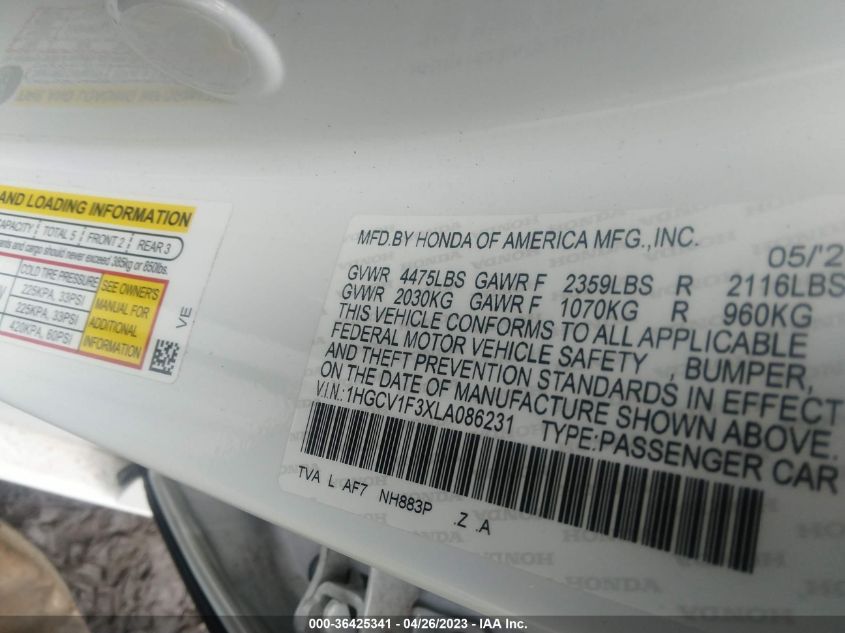 AND LOADING INFORMATION
CAPACITY TOTAL 5 FRONT 2 REAR 3
and cargo should never exceed 385kg or 850lbs.
COLD TIRE PRESSURE
225KPA, 33PSI
225KPA, 33PSI
420KPA, 60PSI
SEE OWNER'S
MANUAL FOR
ADDITIONAL
INFORMATION
VE
MFD.BY HONDA OF AMERICA MFG.,INC.
05/'2
GVWR 4475LBS GAWR F 2359LBS R 2116LBS
GVWR 2030KG GAWR F 1070KG R 960KG
THIS VEHICLE CONFORMS TO ALL APPLICABLE
FEDERAL MOTOR VEHICLE SAFETY , BUMPER,
AND THEFT PREVENTION STANDARDS IN EFFECT
ON THE DATE OF MANUFACTURE SHOWN ABOVE.
V.I.N.:1HGCV1F3XLA086231 TYPE:PASSENGER CAR
TVA L AF7 NH883P .Z .A
HONDA
000-36425341 - 04/26/2023 - IAA Inc.